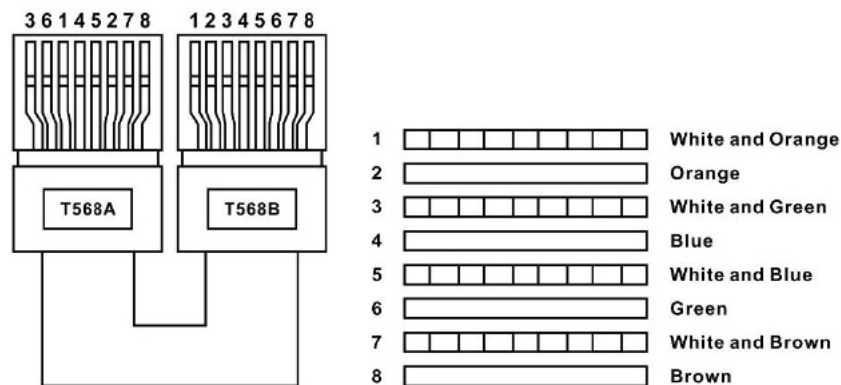 36145278 12345678
T568A T568B
1 White and Orange
2 Orange
3 White and Green
4 Blue
5 White and Blue
6 Green
7 White and Brown
8 Brown